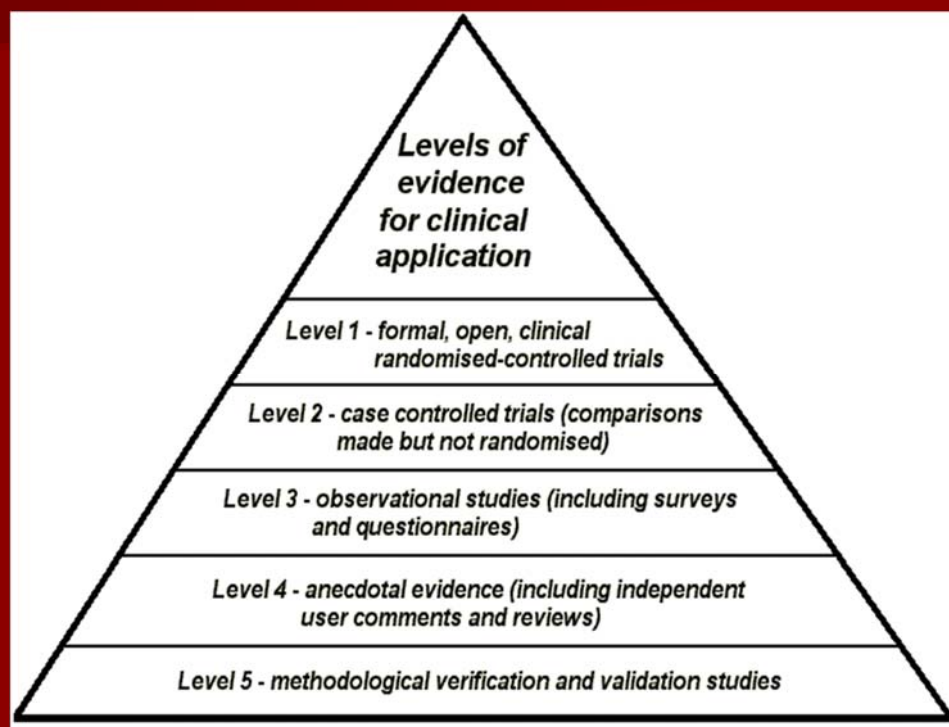 Levels of
evidence
for clinical
application
Level 1 - formal, open, clinical
randomised-controlled trials
Level 2 - case controlled trials (comparisons
made but not randomised)
Level 3 - observational studies (including surveys
and questionnaires)
Level 4 - anecdotal evidence (including independent
user comments and reviews)
Level 5 - methodological verification and validation studies